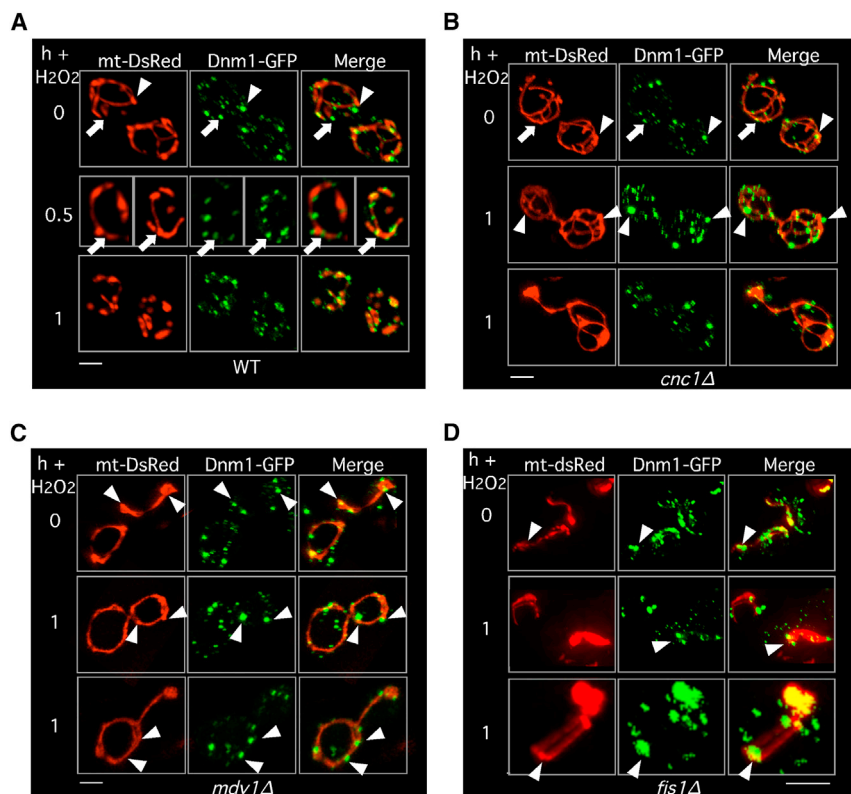 A
h +
H2O2
mt-DsRed Dnm1-GFP Merge
0
0.5
1
WT
B
h +
H2O2
mt-DsRed Dnm1-GFP Merge
0
1
1
cnc1Δ
C
h +
H2O2
mt-DsRed Dnm1-GFP Merge
0
1
1
mdv1Δ
D
h +
H2O2
mt-dsRed Dnm1-GFP Merge
0
1
1
fis1Δ